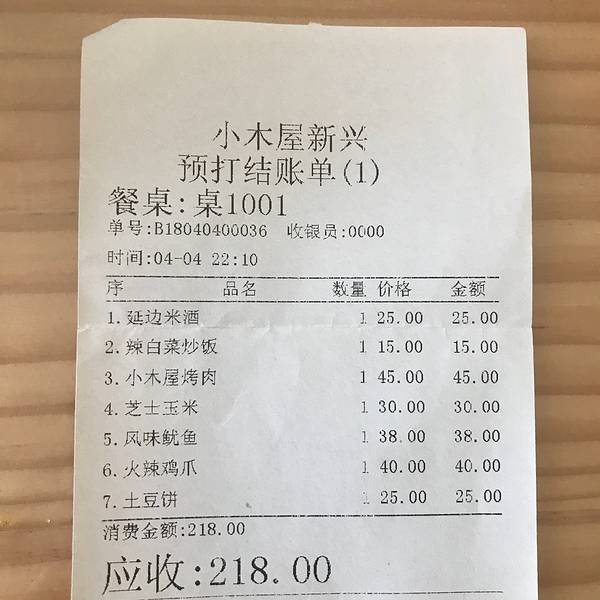 小木屋新兴
预打结账单(1)
餐桌:桌1001
单号:B18040400036 收银员:0000
时间:04-04 22:10
序 品名 数量 价格 金额
1.延边米酒 1 25.00 25.00
2.辣白菜炒饭 1 15.00 15.00
3.小木屋烤肉 1 45.00 45.00
4.芝士玉米 1 30.00 30.00
5.风味鱿鱼 1 38.00 38.00
6.火辣鸡爪 1 40.00 40.00
7.土豆饼 1 25.00 25.00
消费金额:218.00
应收:218.00